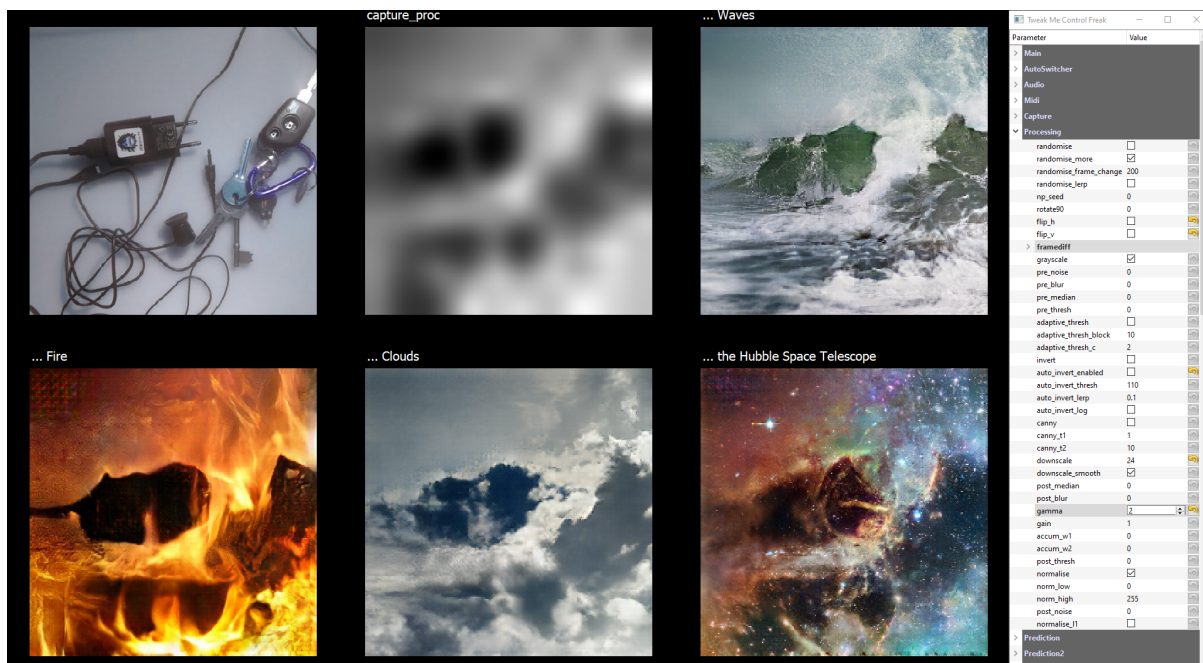 capture_proc
... Waves
... Fire
... Clouds
... the Hubble Space Telescope
Tweak Me Control Freak
Parameter Value
Main
AutoSwitcher
Audio
Midi
Capture
Processing
randomise
randomise_more
randomise_frame_change 200
randomise_lerp
np_seed 0
rotate90 0
flip_h
flip_v
framediff
grayscale
pre_noise 0
pre_blur 0
pre_median 0
pre_thresh 0
adaptive_thresh
adaptive_thresh_block 10
adaptive_thresh_c 2
invert
auto_invert_enabled
auto_invert_thresh 110
auto_invert_lerp 0.1
auto_invert_log
canny
canny_t1 1
canny_t2 10
downscale 24
downscale_smooth
post_median 0
post_blur 0
gamma 2
gain 1
accum_w1 0
accum_w2 0
post_thresh 0
normalise
norm_low 0
norm_high 255
post_noise 0
normalise_l1
Prediction
Prediction2